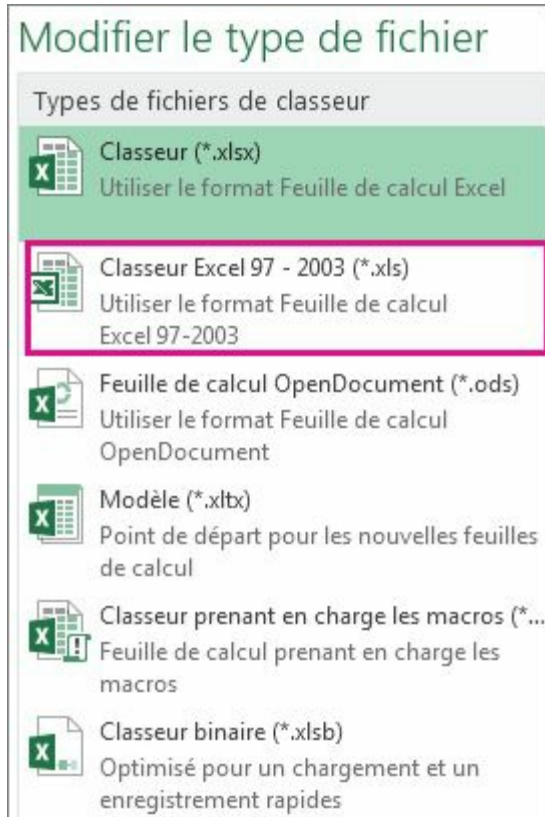 Modifier le type de fichier
Types de fichiers de classeur
Classeur (*.xlsx)
Utiliser le format Feuille de calcul Excel
Classeur Excel 97 - 2003 (*.xls)
Utiliser le format Feuille de calcul
Excel 97-2003
Feuille de calcul OpenDocument (*.ods)
Utiliser le format Feuille de calcul
OpenDocument
Modèle (*.xltx)
Point de départ pour les nouvelles feuilles
de calcul
Classeur prenant en charge les macros (*...
Feuille de calcul prenant en charge les
macros
Classeur binaire (*.xlsb)
Optimisé pour un chargement et un
enregistrement rapides